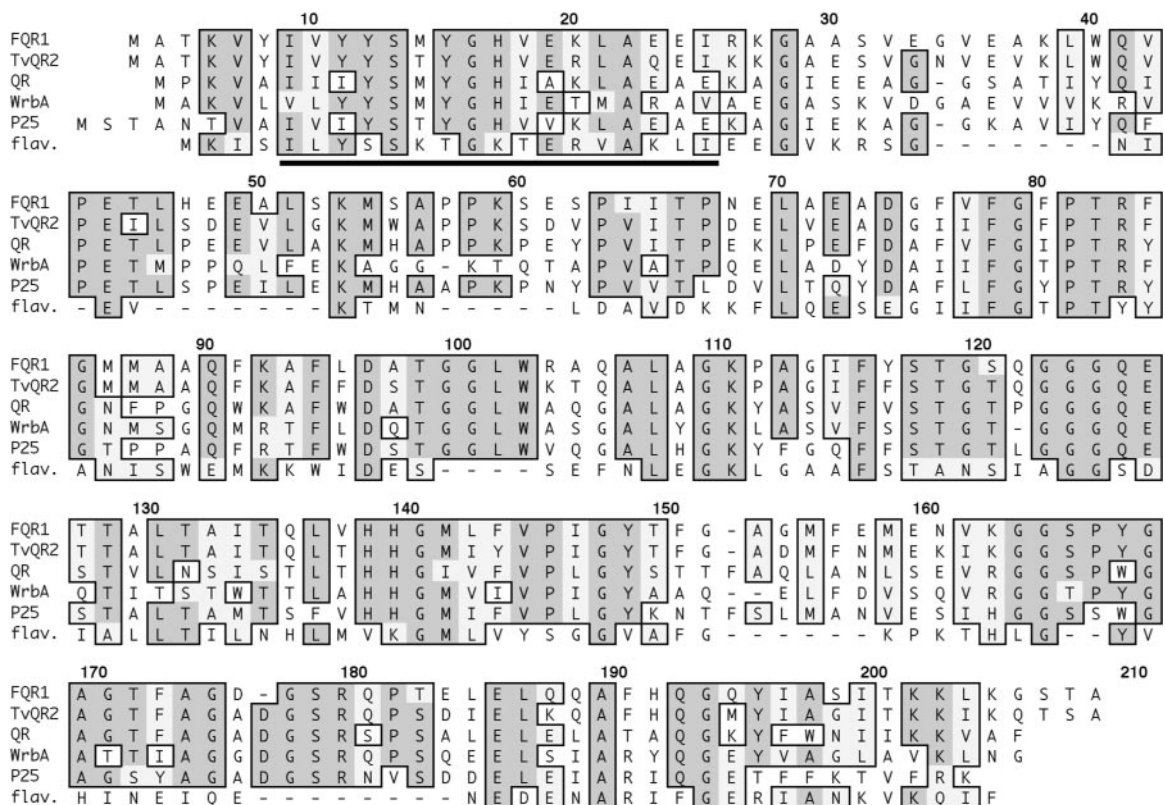 10 20 30 40
FQR1 M A T K V Y I V Y Y S M Y G H V E K L A E E I R K G A A S V E G V E A K L W Q V
TvQR2 M A T K V Y I V Y Y S T Y G H V E R L A Q E I K K G A E S V G N V E V K L W Q V
QR M P K V A I I I Y S M Y G H I A K L A E A E K A G I E E A G - G S A T I Y Q I
WrbA M A K V L V L Y Y S M Y G H I E T M A R A V A E G A S K V D G A E V V V K R V
P25 M S T A N T V A I V I Y S T Y G H V V K L A E A E K A G I E K A G - G K A V I Y Q F
flav. M K I S I L Y S S K T G K T E R V A K L I E E G V K R S G - - - - - - - N I
50 60 70 80
FQR1 P E T L H E E A L S K M S A P P K S E S P I I T P N E L A E A D G F V F G F P T R F
TvQR2 P E I L S D E V L G K M W A P P K S D V P V I T P D E L A E A D G I I F G F P T R F
QR P E T L P E E V L A K M H A P P K P E Y P V I T P E K L P E F D A F V F G I P T R Y
WrbA P E T M P P Q L F E K A G G - K T Q T A P V A T P Q E L A D Y D A I I F G T P T R F
P25 P E T L S P E I L E K M H A A P K P N Y P V V T L D V L T Q Y D A F L F G Y P T R Y
flav. - E V - - - - - - - K T M N - - - - - L D A V D K K F L Q E S E G I I F G T P T Y Y
90 100 110 120
FQR1 G M M A A Q F K A F L D A T G G L W R A Q A L A G K P A G I F Y S T G S Q G G G Q E
TvQR2 G M M A A Q F K A F F D S T G G L W K T Q A L A G K P A G I F F S T G T Q G G G Q E
QR G N F P G Q W K A F W D A T G G L W A Q G A L A G K Y A S V F V S T G T P G G G Q E
WrbA G N M S G Q M R T F L D Q T G G L W A S G A L Y G K L A S V F S S T G T - G G G Q E
P25 G T P P A Q F R T F W D S T G G L W V Q G A L H G K Y F G Q F F S T G T L G G G Q E
flav. A N I S W E M K K W I D E S - - - - S E F N L E G K L G A A F S T A N S I A G G S D
130 140 150 160
FQR1 T T A L T A I T Q L V H H G M L F V P I G Y T F G - A G M F E M E N V K G G S P Y G
TvQR2 T T A L T A I T Q L T H H G M I Y V P I G Y T F G - A D M F N M E K I K G G S P Y G
QR S T V L N S I S T L T H H G I V F V P L G Y S T T F A Q L A N L S E V R G G S P W G
WrbA Q T I T S T W T T L A H H G M V I V P I G Y A A Q - - E L F D V S Q V R G G T P Y G
P25 S T A L T A M T S F V H H G M I F V P L G Y K N T F S L M A N V E S I H G G S S W G
flav. I A L L T I L N H L M V K G M L V Y S G G V A F G - - - - - - K P K T H L G - - Y V
170 180 190 200 210
FQR1 A G T F A G D - G S R Q P T E L E L Q Q A F H Q G Q Y I A S I T K K L K G S T A
TvQR2 A G T F A G A D G S R Q P S D I E L K Q A F H Q G M Y I A G I T K K I K Q T S A
QR A G T F A G A D G S R S P S A L E L E L A T A Q G K Y F W N I I K K V A F
WrbA A T T I A G G D G S R Q P S Q E E L S I A R Y Q G E Y V A G L A V K L N G
P25 A G S Y A G A D G S R N V S D D E L E I A R I Q G E T F F K T V F R K
flav. H I N E I Q E - - - - - - - - N E D E N A R I F G E R I A N K V K Q I F